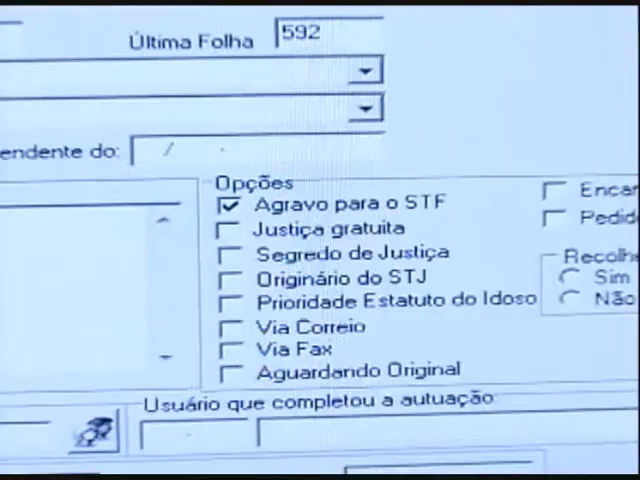 Última Folha 592
endente do: /
Opções
Agravo para o STF
Justiça gratuita
Segredo de Justiça
Originário do STJ
Prioridade Estatuto do Idoso
Via Correio
Via Fax
Aguardando Original
Encar
Pedid
Recolhe
Sim
Não
Usuário que completou a autuação